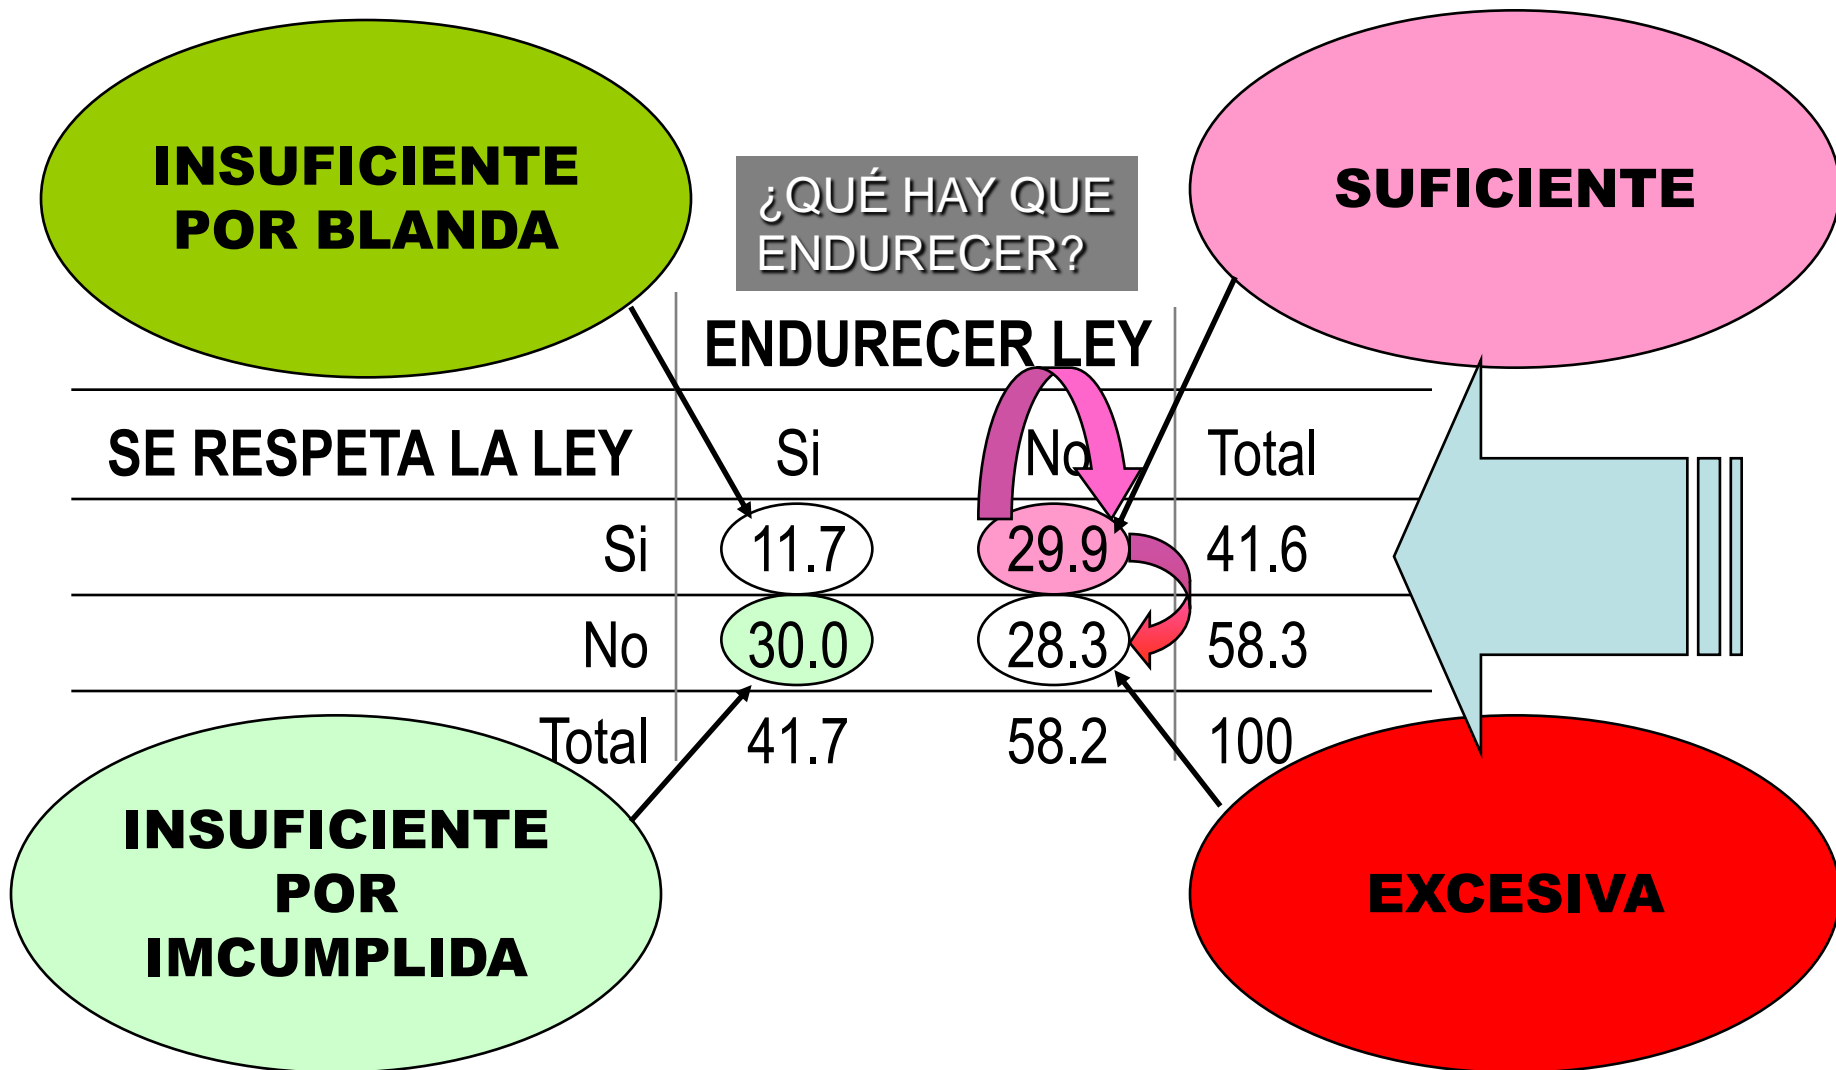 INSUFICIENTE
POR BLANDA
¿QUÉ HAY QUE
ENDURECER?
SUFICIENTE
ENDURECER LEY
SE RESPETA LA LEY Si No Total
Si 11.7 29.9 41.6
No 30.0 28.3 58.3
Total 41.7 58.2 100
INSUFICIENTE
POR
IMCUMPLIDA
EXCESIVA